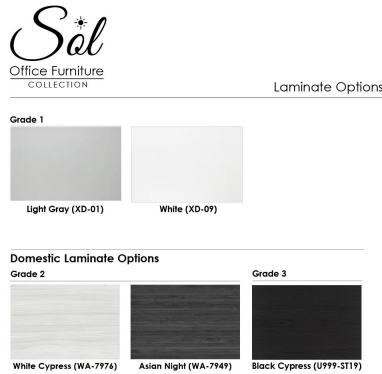 Sol
Office Furniture
COLLECTION
Laminate Options
Grade 1
Light Gray (XD-01)
White (XD-09)
Domestic Laminate Options
Grade 2
Grade 3
White Cypress (WA-7976)
Asian Night (WA-7949)
Black Cypress (U999-ST19)